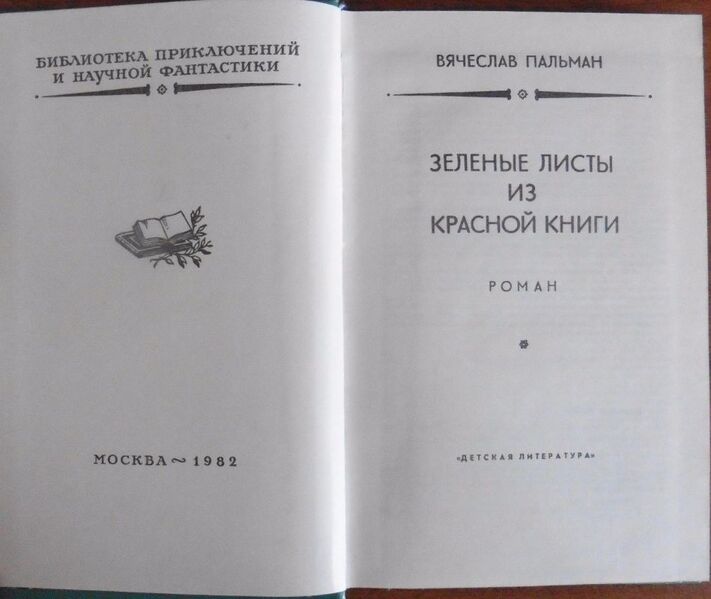 БИБЛИОТЕКА ПРИКЛЮЧЕНИЙ
И НАУЧНОЙ ФАНТАСТИКИ
МОСКВА ~ 1982
ВЯЧЕСЛАВ ПАЛЬМАН
ЗЕЛЕНЫЕ ЛИСТЫ
ИЗ
КРАСНОЙ КНИГИ
РОМАН
«ДЕТСКАЯ ЛИТЕРАТУРА»